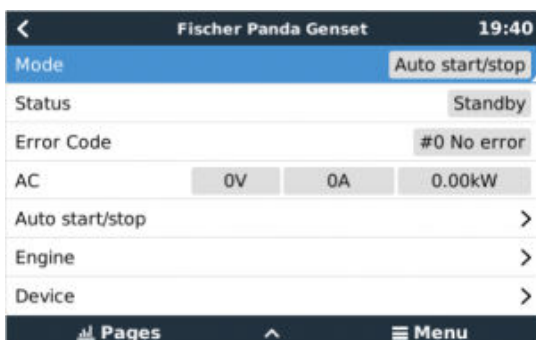 Fischer Panda Genset 19:40
Mode Auto start/stop
Status Standby
Error Code #0 No error
AC 0V 0A 0.00kW
Auto start/stop
Engine
Device
Pages Menu